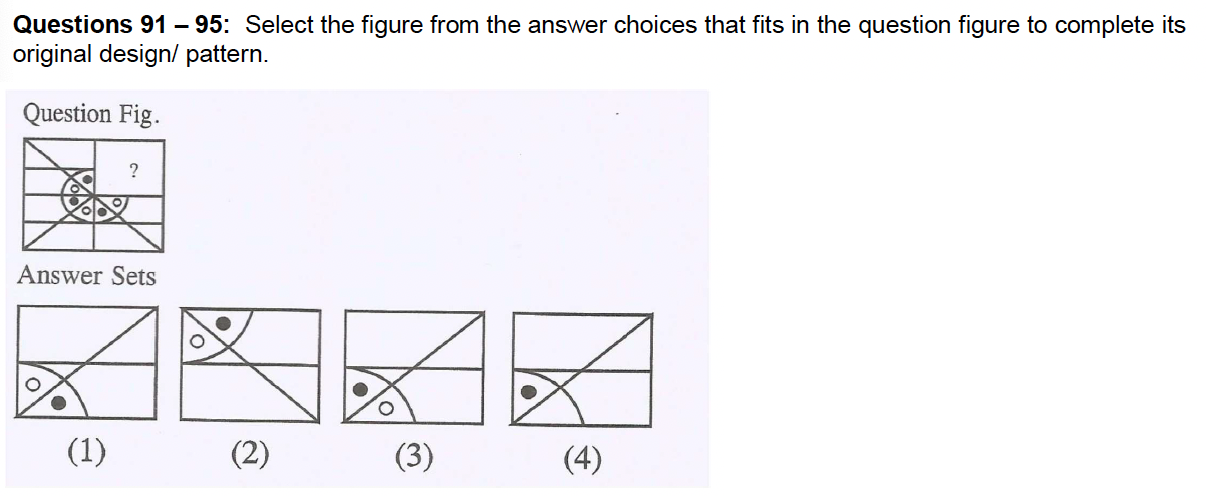 Questions 91 – 95: Select the figure from the answer choices that fits in the question figure to complete its
original design/ pattern.
Question Fig.
?
Answer Sets
(1) (2) (3) (4)